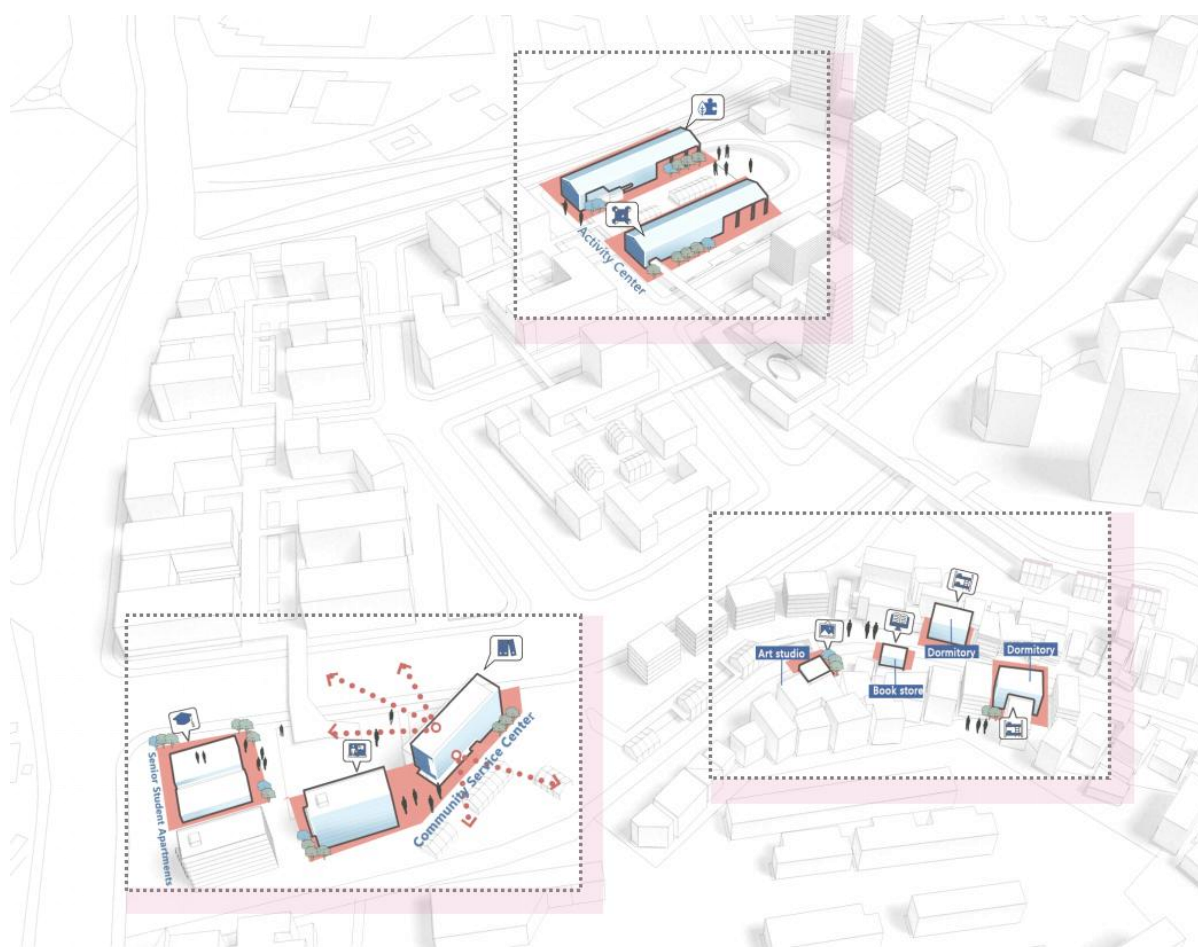 Activity Center
Art studio
Book store
Dormitory
Dormitory
Senior Student Apartments
Community Service Center